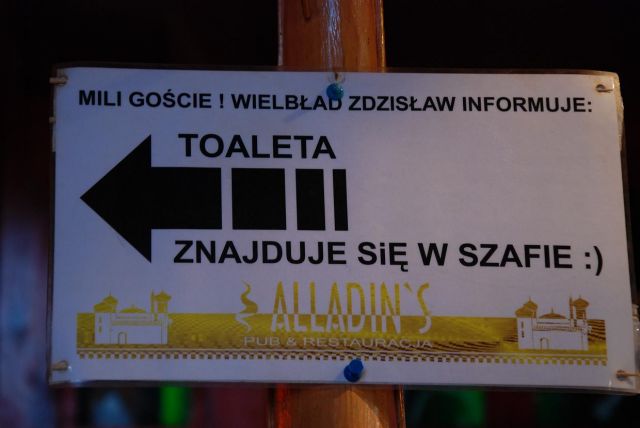 MILI GOŚCIE ! WIELBŁAD ZDZISŁAW INFORMUJE:
TOALETA
ZNAJDUJE SiĘ W SZAFIE :)
ALLADIN`S
PUB & RESTAURACJA